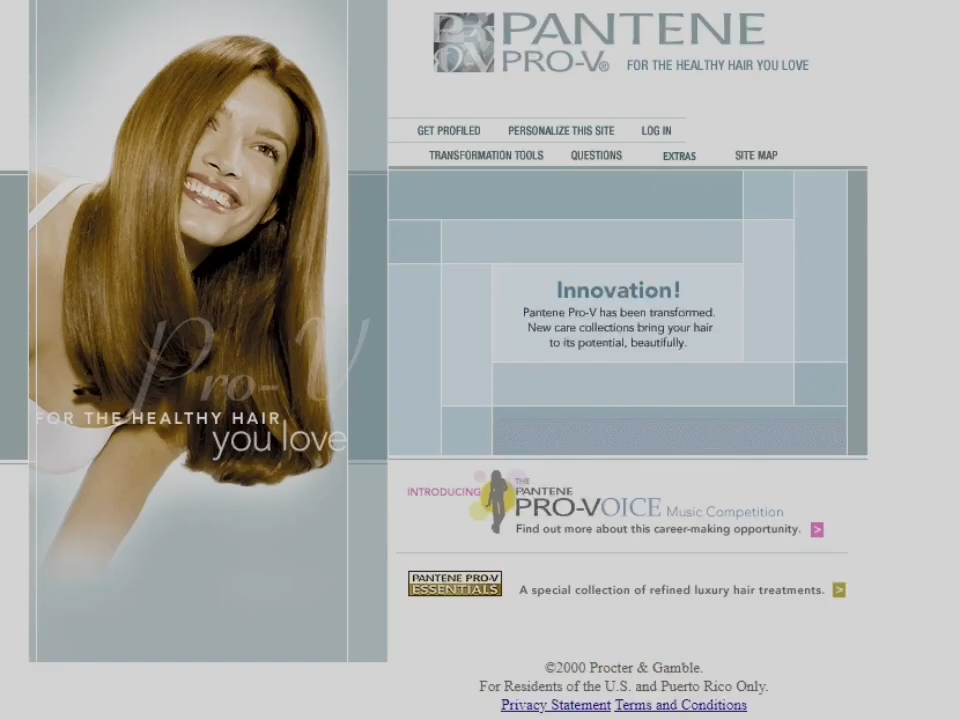 PANTENE
PRO-V® FOR THE HEALTHY HAIR YOU LOVE
GET PROFILED PERSONALIZE THIS SITE LOG IN
TRANSFORMATION TOOLS QUESTIONS EXTRAS SITE MAP
Innovation!
Pantene Pro-V has been transformed.
New care collections bring your hair
to its potential, beautifully.
Pro-V
FOR THE HEALTHY HAIR
you love
INTRODUCING THE
PANTENE
PRO-VOICE Music Competition
Find out more about this career-making opportunity. >
PANTENE PRO-V
ESSENTIALS
A special collection of refined luxury hair treatments. >
©2000 Procter & Gamble.
For Residents of the U.S. and Puerto Rico Only.
Privacy Statement Terms and Conditions